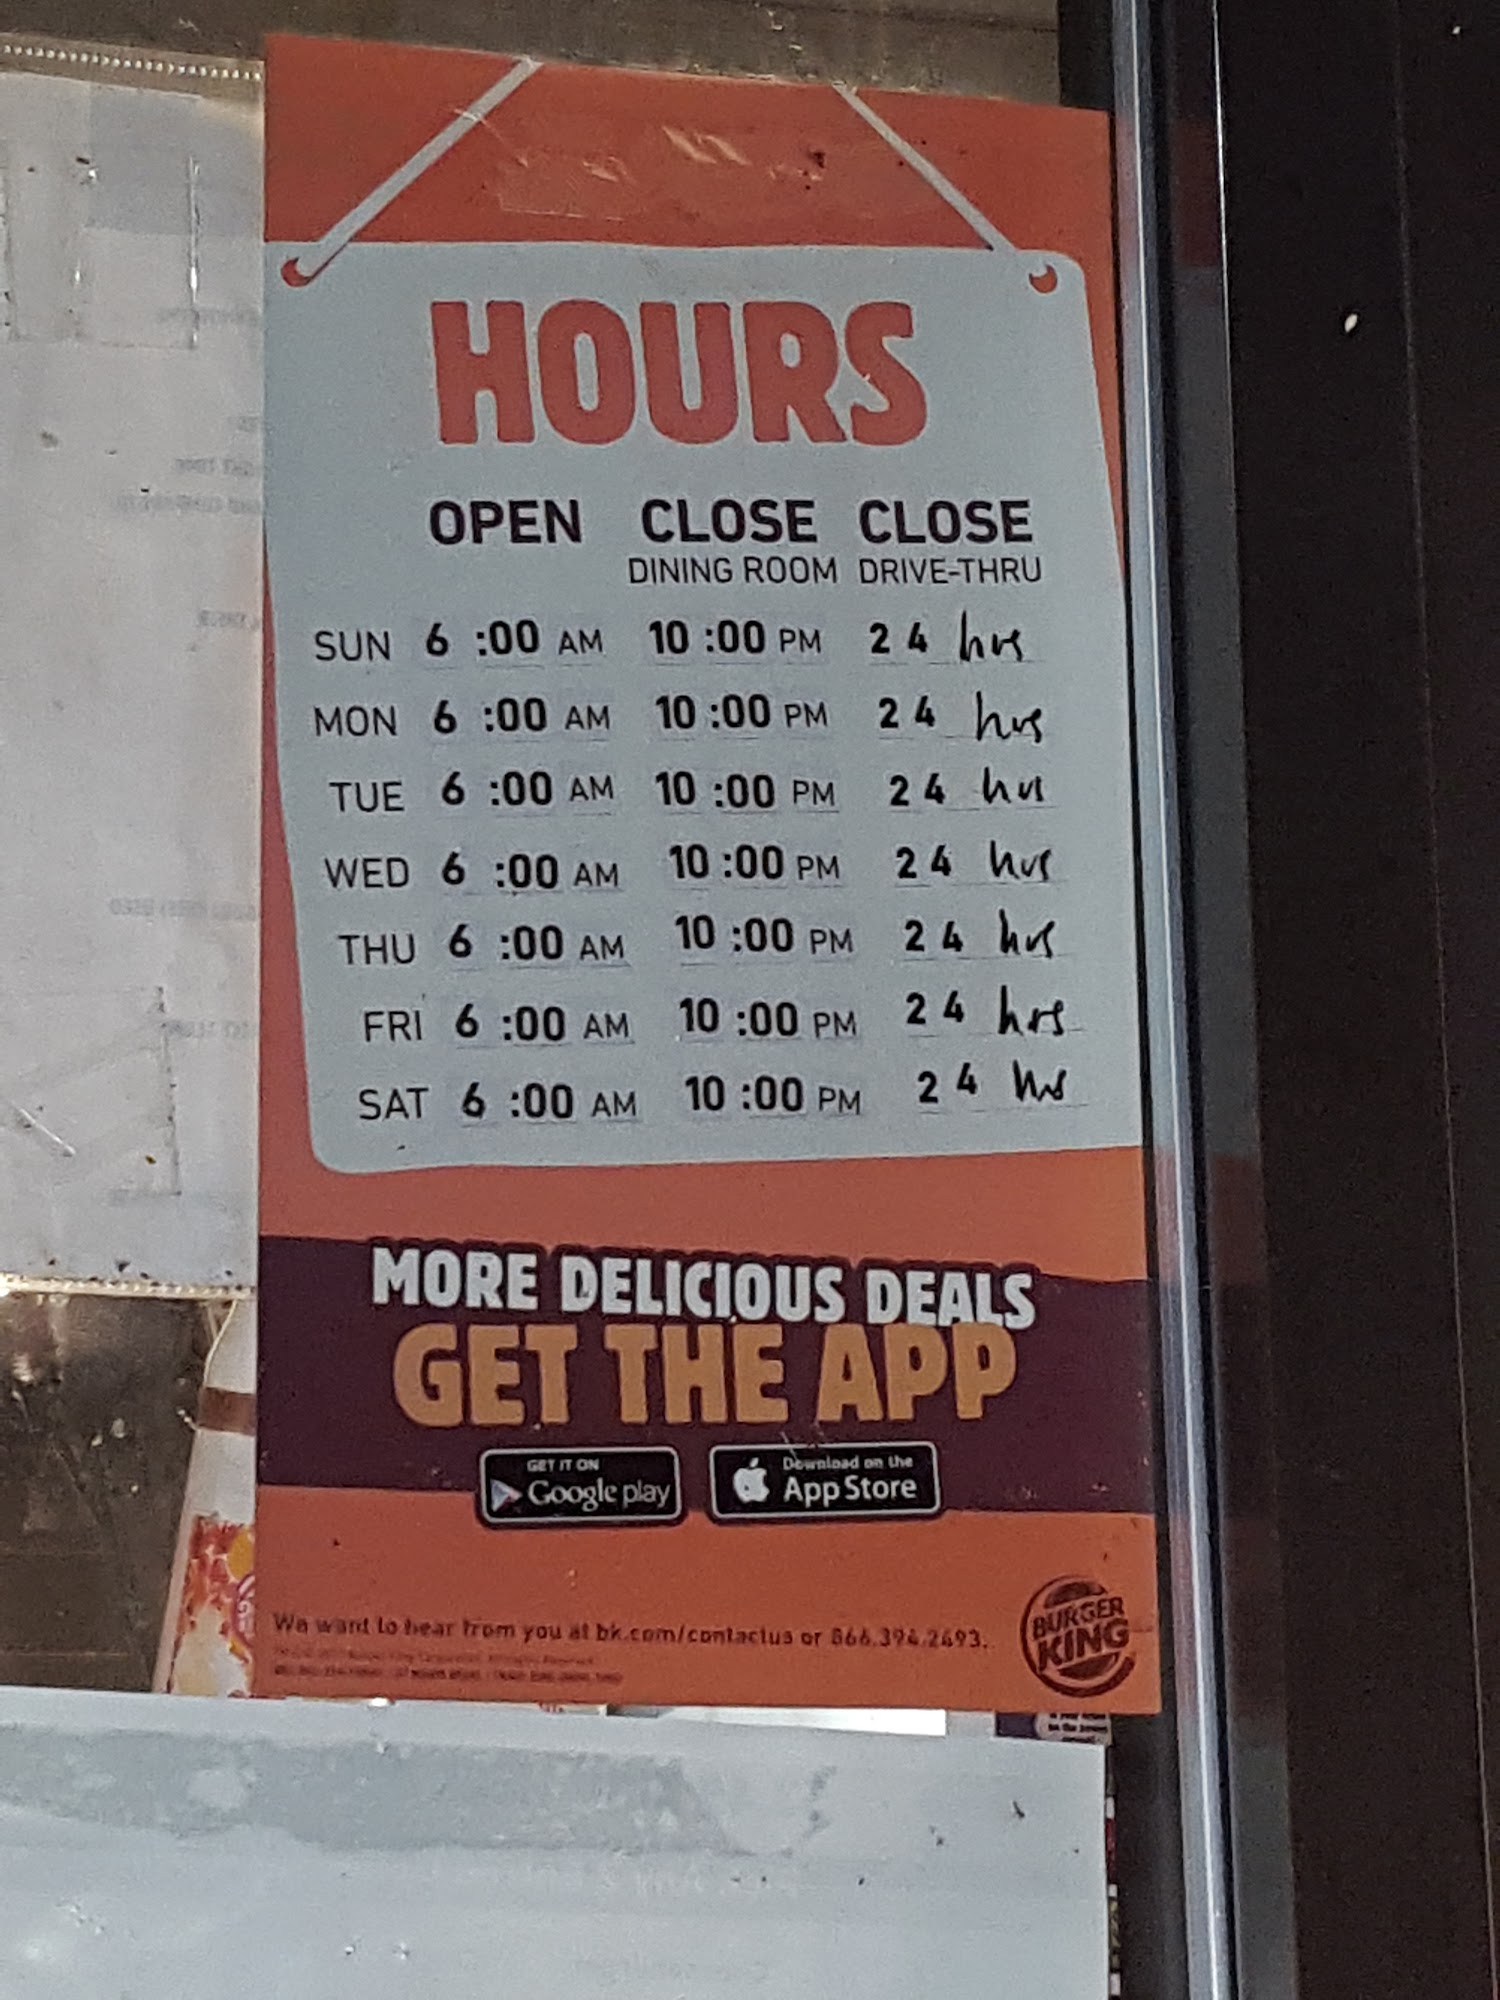 HOURS
OPEN CLOSE CLOSE
DINING ROOM DRIVE-THRU
SUN 6 :00 AM 10 :00 PM 24 hrs
MON 6 :00 AM 10 :00 PM 24 hrs
TUE 6 :00 AM 10 :00 PM 24 hrs
WED 6 :00 AM 10 :00 PM 24 hrs
THU 6 :00 AM 10 :00 PM 24 hrs
FRI 6 :00 AM 10 :00 PM 24 hrs
SAT 6 :00 AM 10 :00 PM 24 hrs
MORE DELICIOUS DEALS
GET THE APP
GET IT ON
Google play
Download on the
App Store
We want to hear from you at bk.com/contactus or 866.394.2493.
BURGER
KING